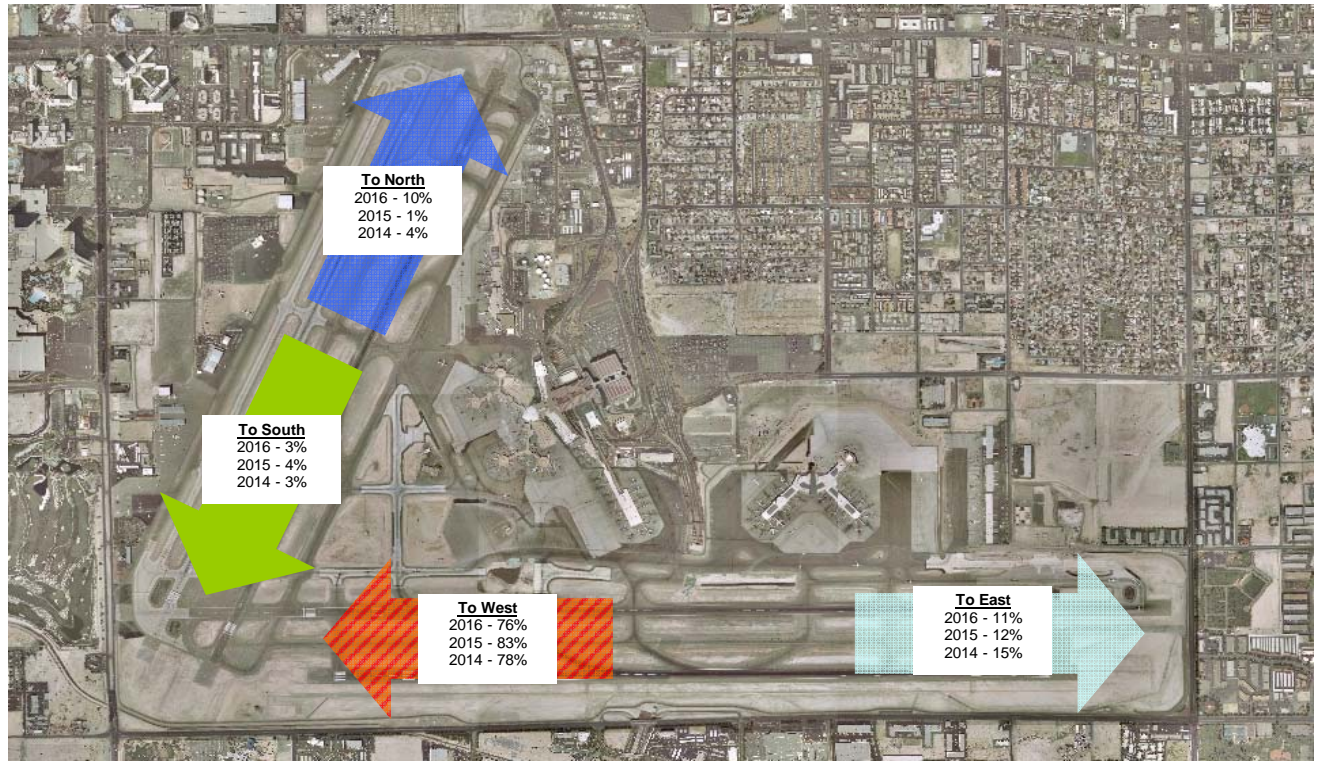 To North
2016 - 10%
2015 - 1%
2014 - 4%
To South
2016 - 3%
2015 - 4%
2014 - 3%
To West
2016 - 76%
2015 - 83%
2014 - 78%
To East
2016 - 11%
2015 - 12%
2014 - 15%